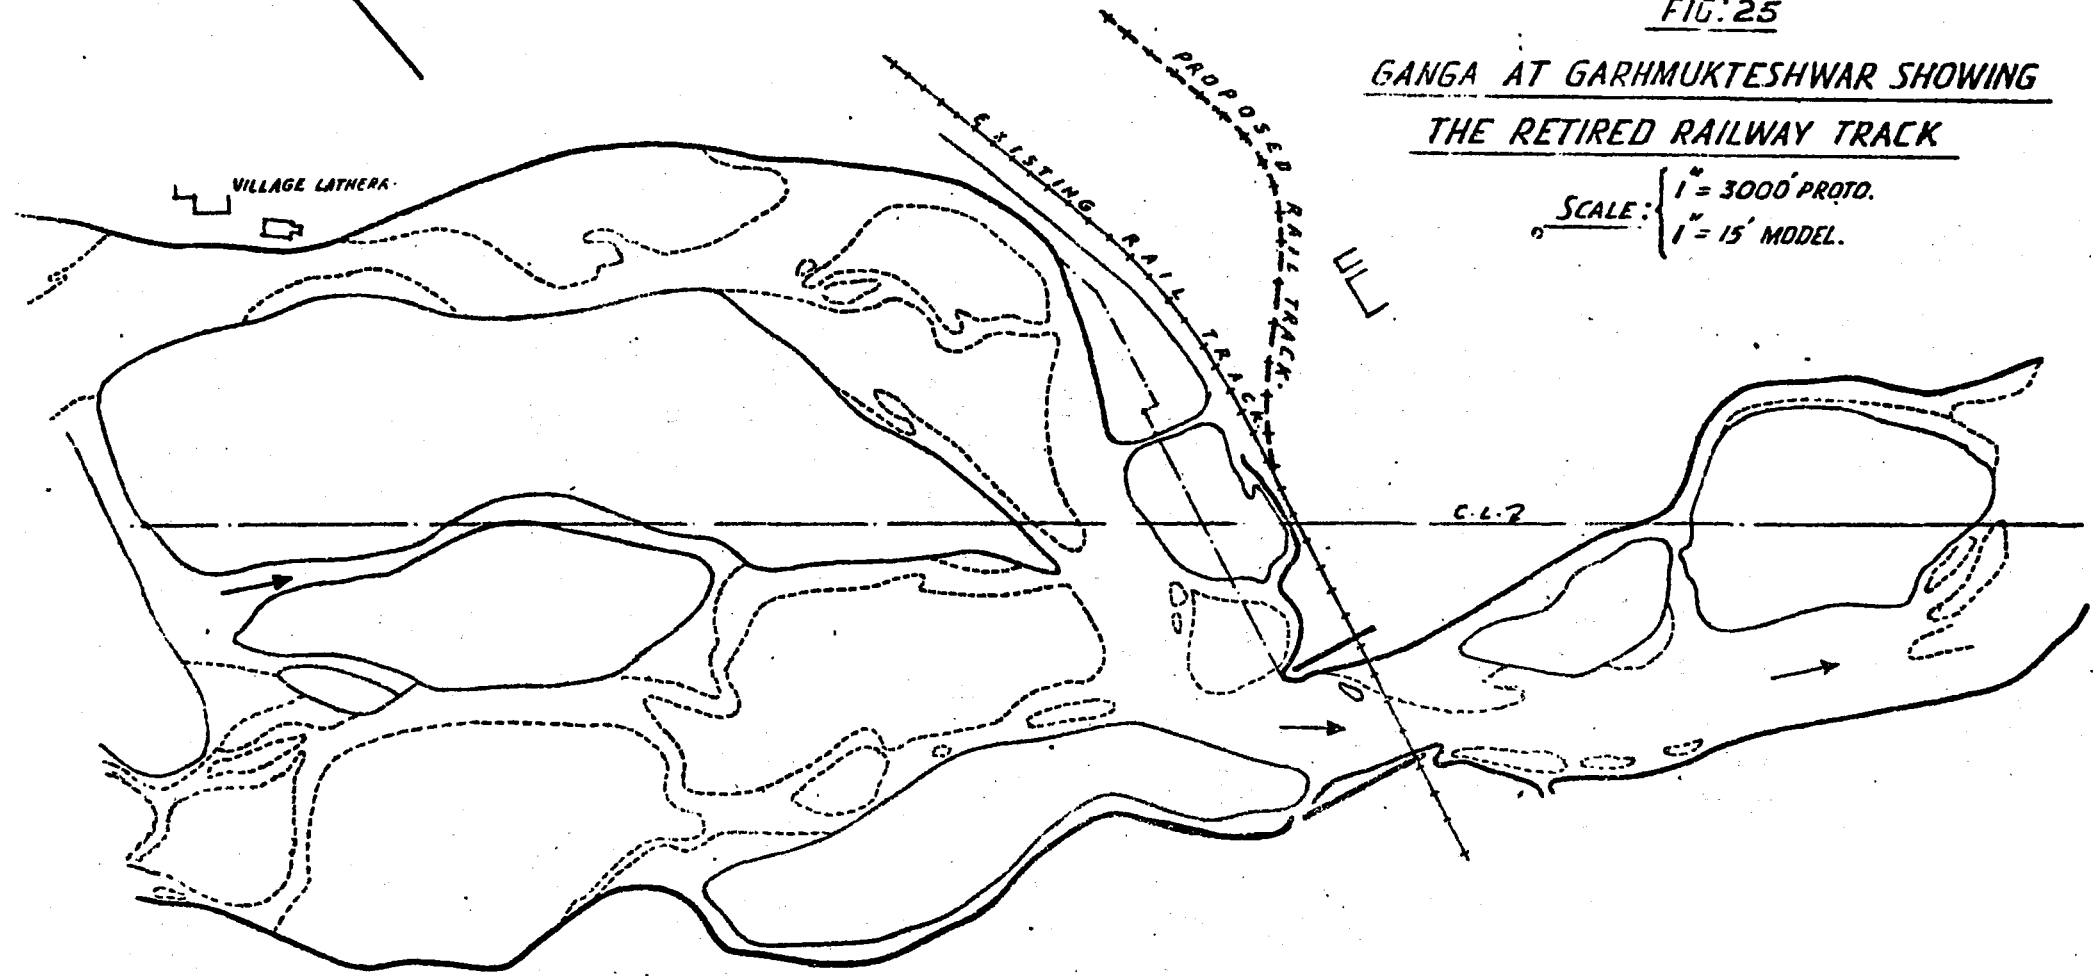 FIG: 25
GANGA AT GARHMUKTESHWAR SHOWING
THE RETIRED RAILWAY TRACK
SCALE: { 1" = 3000' PROTO.
1" = 15' MODEL.
VILLAGE LATHERA.
EXISTING RAIL TRACK.
PROPOSED RAIL TRACK.